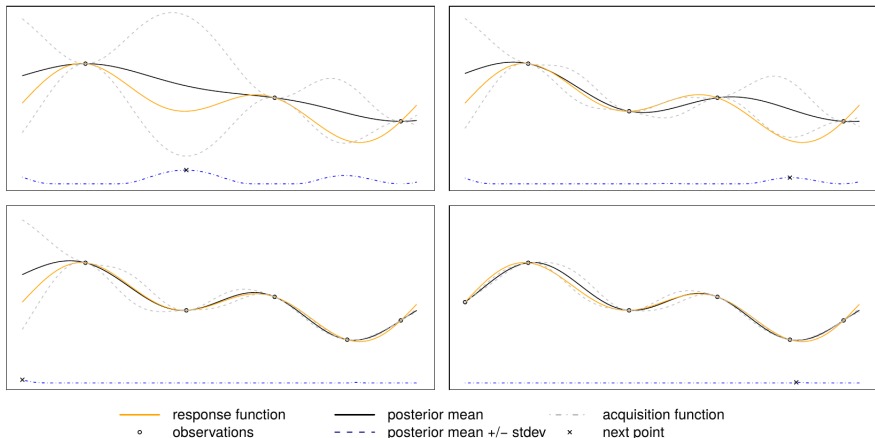 response function posterior mean acquisition function
observations posterior mean +/− stdev next point